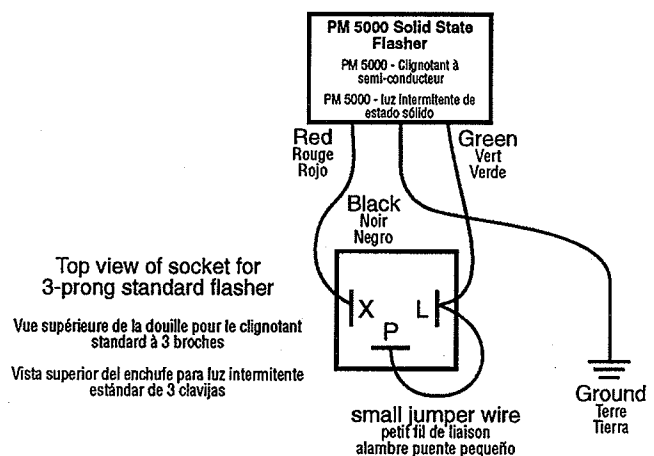 PM 5000 Solid State
Flasher
PM 5000 - Clignotant à
semi-conducteur
PM 5000 - luz intermitente de
estado sólido
Red
Rouge
Rojo
Green
Vert
Verde
Black
Noir
Negro
Top view of socket for
3-prong standard flasher
Vue supérieure de la douille pour le clignotant
standard à 3 broches
Vista superior del enchufe para luz intermitente
estándar de 3 clavijas
X
L
P
small jumper wire
petit fil de liaison
alambre puente pequeño
Ground
Terre
Tierra